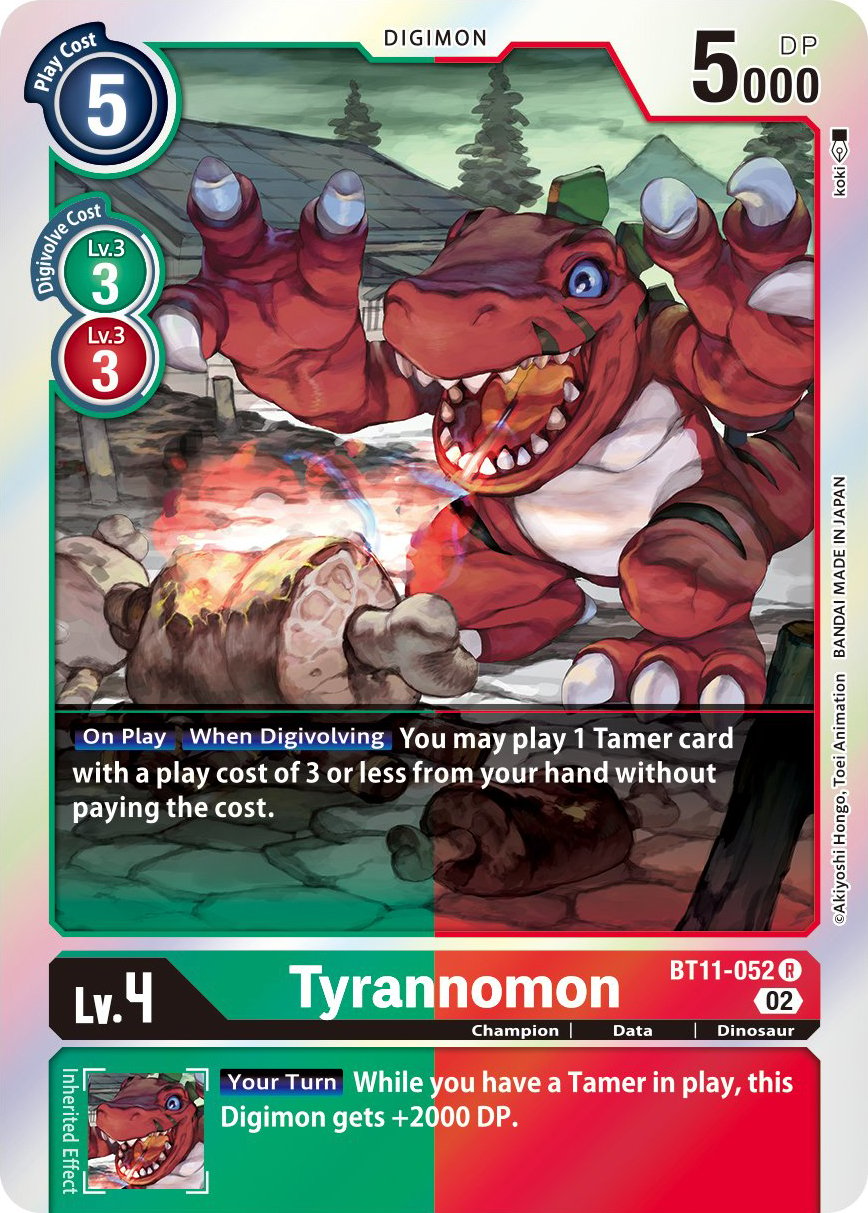 DIGIMON
Play Cost
5
DP
5000
Digivolve Cost
Lv.3
3
Lv.3
3
koki
BANDAI MADE IN JAPAN
©Akiyoshi Hongo, Toei Animation
On Play When Digivolving You may play 1 Tamer card
with a play cost of 3 or less from your hand without
paying the cost.
Lv.4
Tyrannomon
BT11-052 R
02
Champion | Data | Dinosaur
Inherited Effect
Your Turn While you have a Tamer in play, this
Digimon gets +2000 DP.